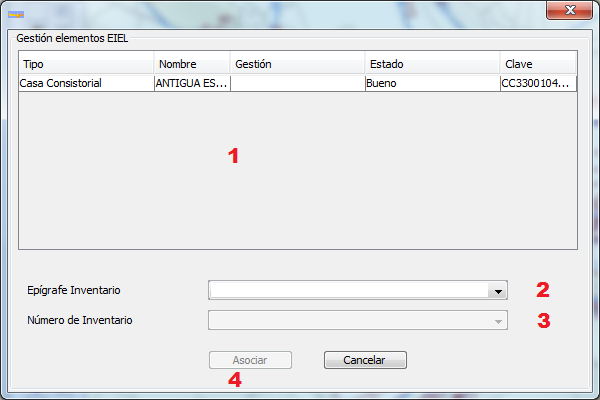 Gestión elementos EIEL
Tipo Nombre Gestión Estado Clave
Casa Consistorial ANTIGUA ES... Bueno CC3300104...
1
Epígrafe Inventario 2
Número de Inventario 3
Asociar Cancelar
4